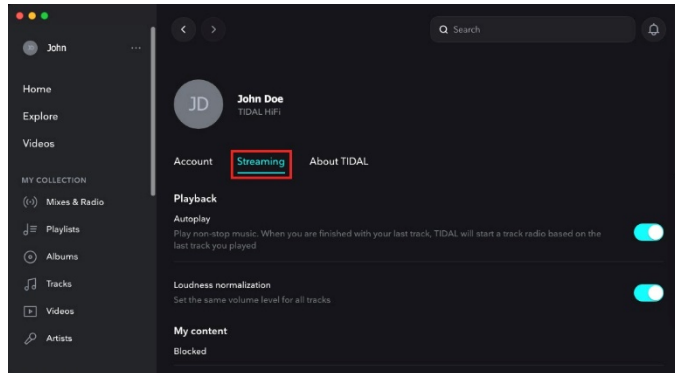 JD
John
...
Home
Explore
Videos
MY COLLECTION
Mixes & Radio
Playlists
Albums
Tracks
Videos
Artists
Search
JD
John Doe
TIDAL HiFi
Account Streaming About TIDAL
Playback
Autoplay
Play non-stop music. When you are finished with your last track, TIDAL will start a track radio based on the
last track you played
Loudness normalization
Set the same volume level for all tracks
My content
Blocked